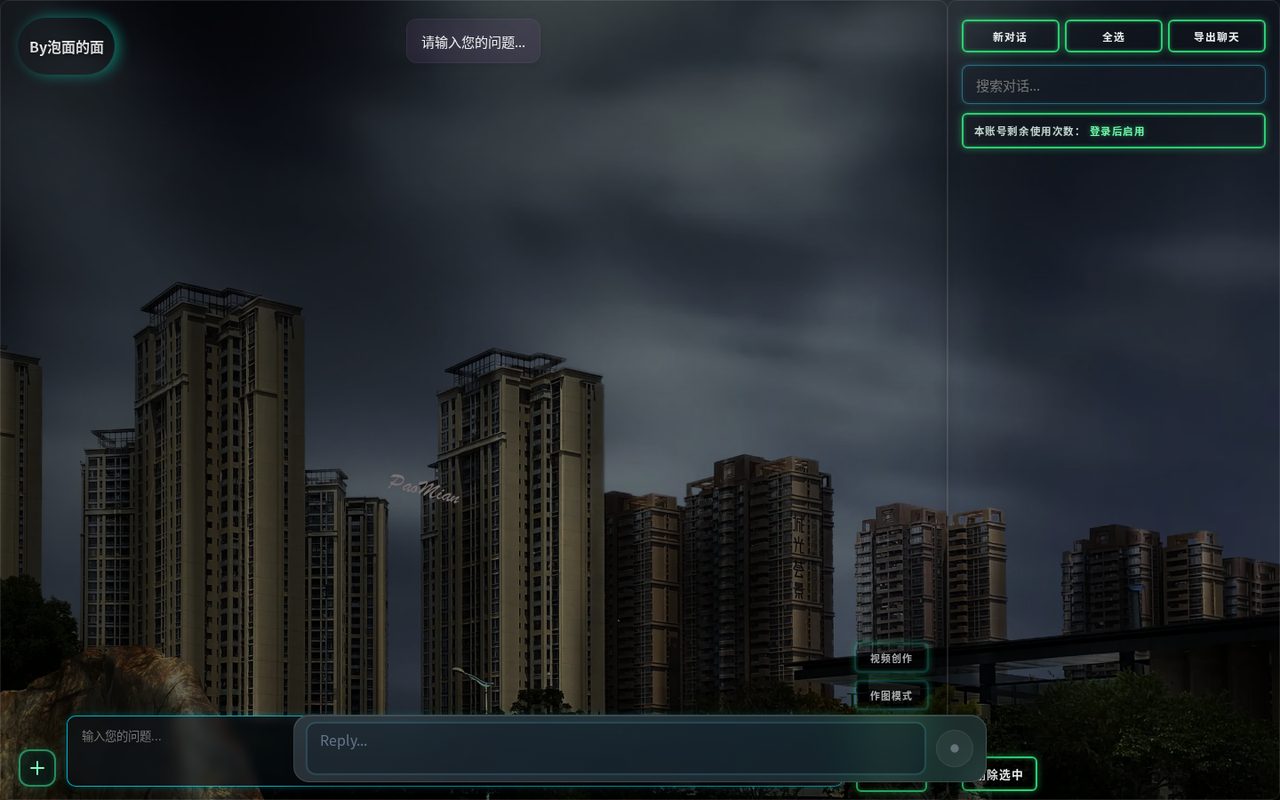 By泡面的面
请输入您的问题...
新对话
全选
导出聊天
搜索对话...
本账号剩余使用次数： 登录后启用
PaoMian
视频创作
作图模式
输入您的问题...
Reply...
+
除选中